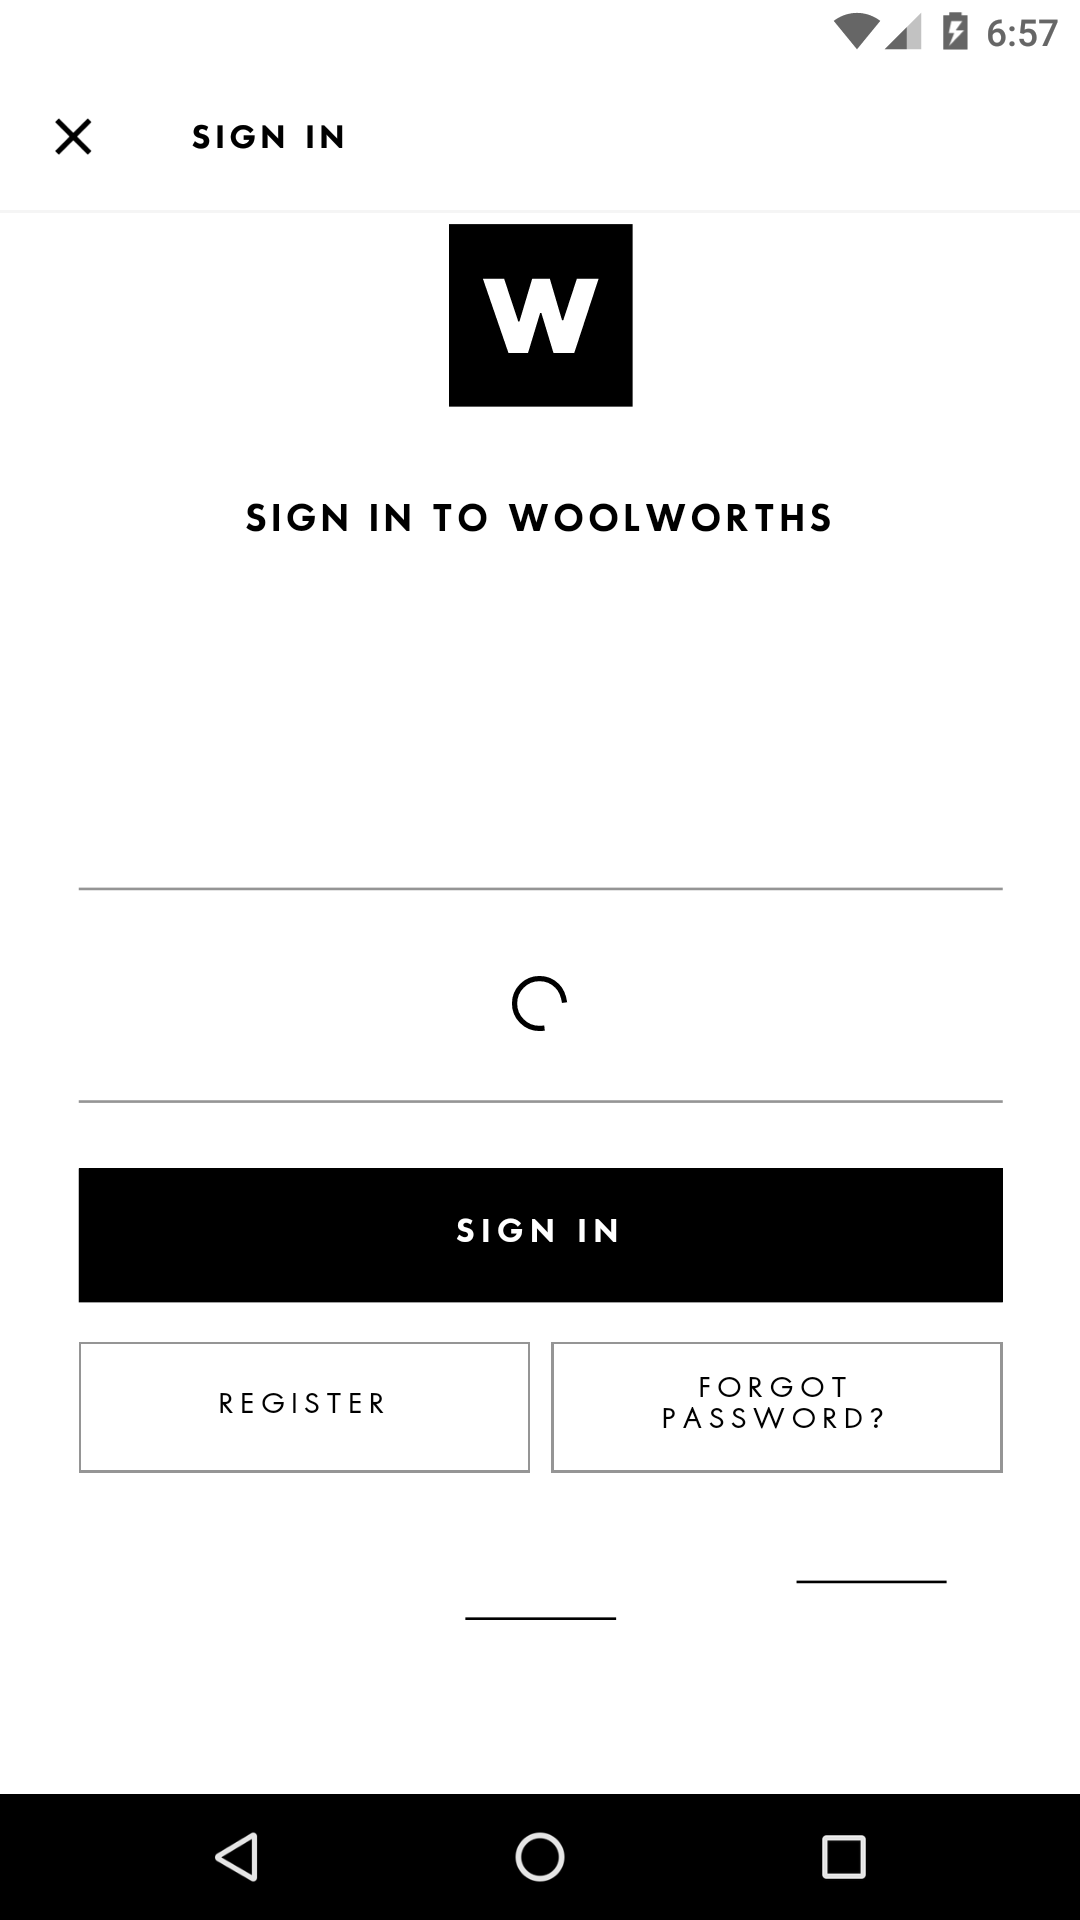 6:57
SIGN IN
W
SIGN IN TO WOOLWORTHS
SIGN IN
REGISTER
FORGOT
PASSWORD?